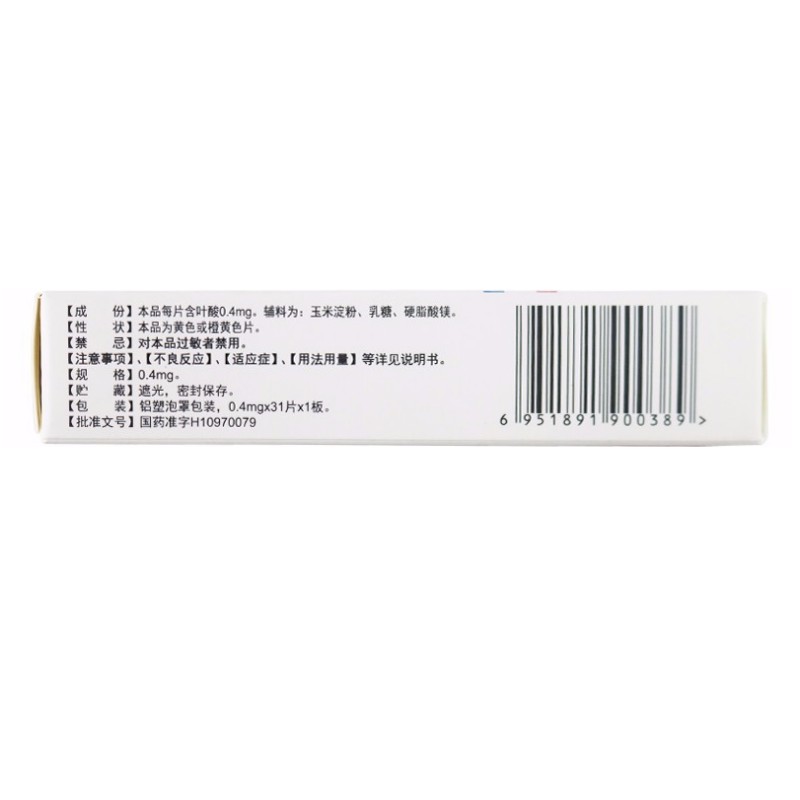 【成 份】本品每片含叶酸0.4mg。辅料为：玉米淀粉、乳糖、硬脂酸镁。
【性 状】本品为黄色或橙黄色片。
【禁 忌】对本品过敏者禁用。
【注意事项】、【不良反应】、【适应症】、【用法用量】等详见说明书。
【规 格】0.4mg。
【贮 藏】遮光，密封保存。
【包 装】铝塑泡罩包装，0.4mgx31片x1板。
【批准文号】国药准字H10970079
6 951891 900389 >